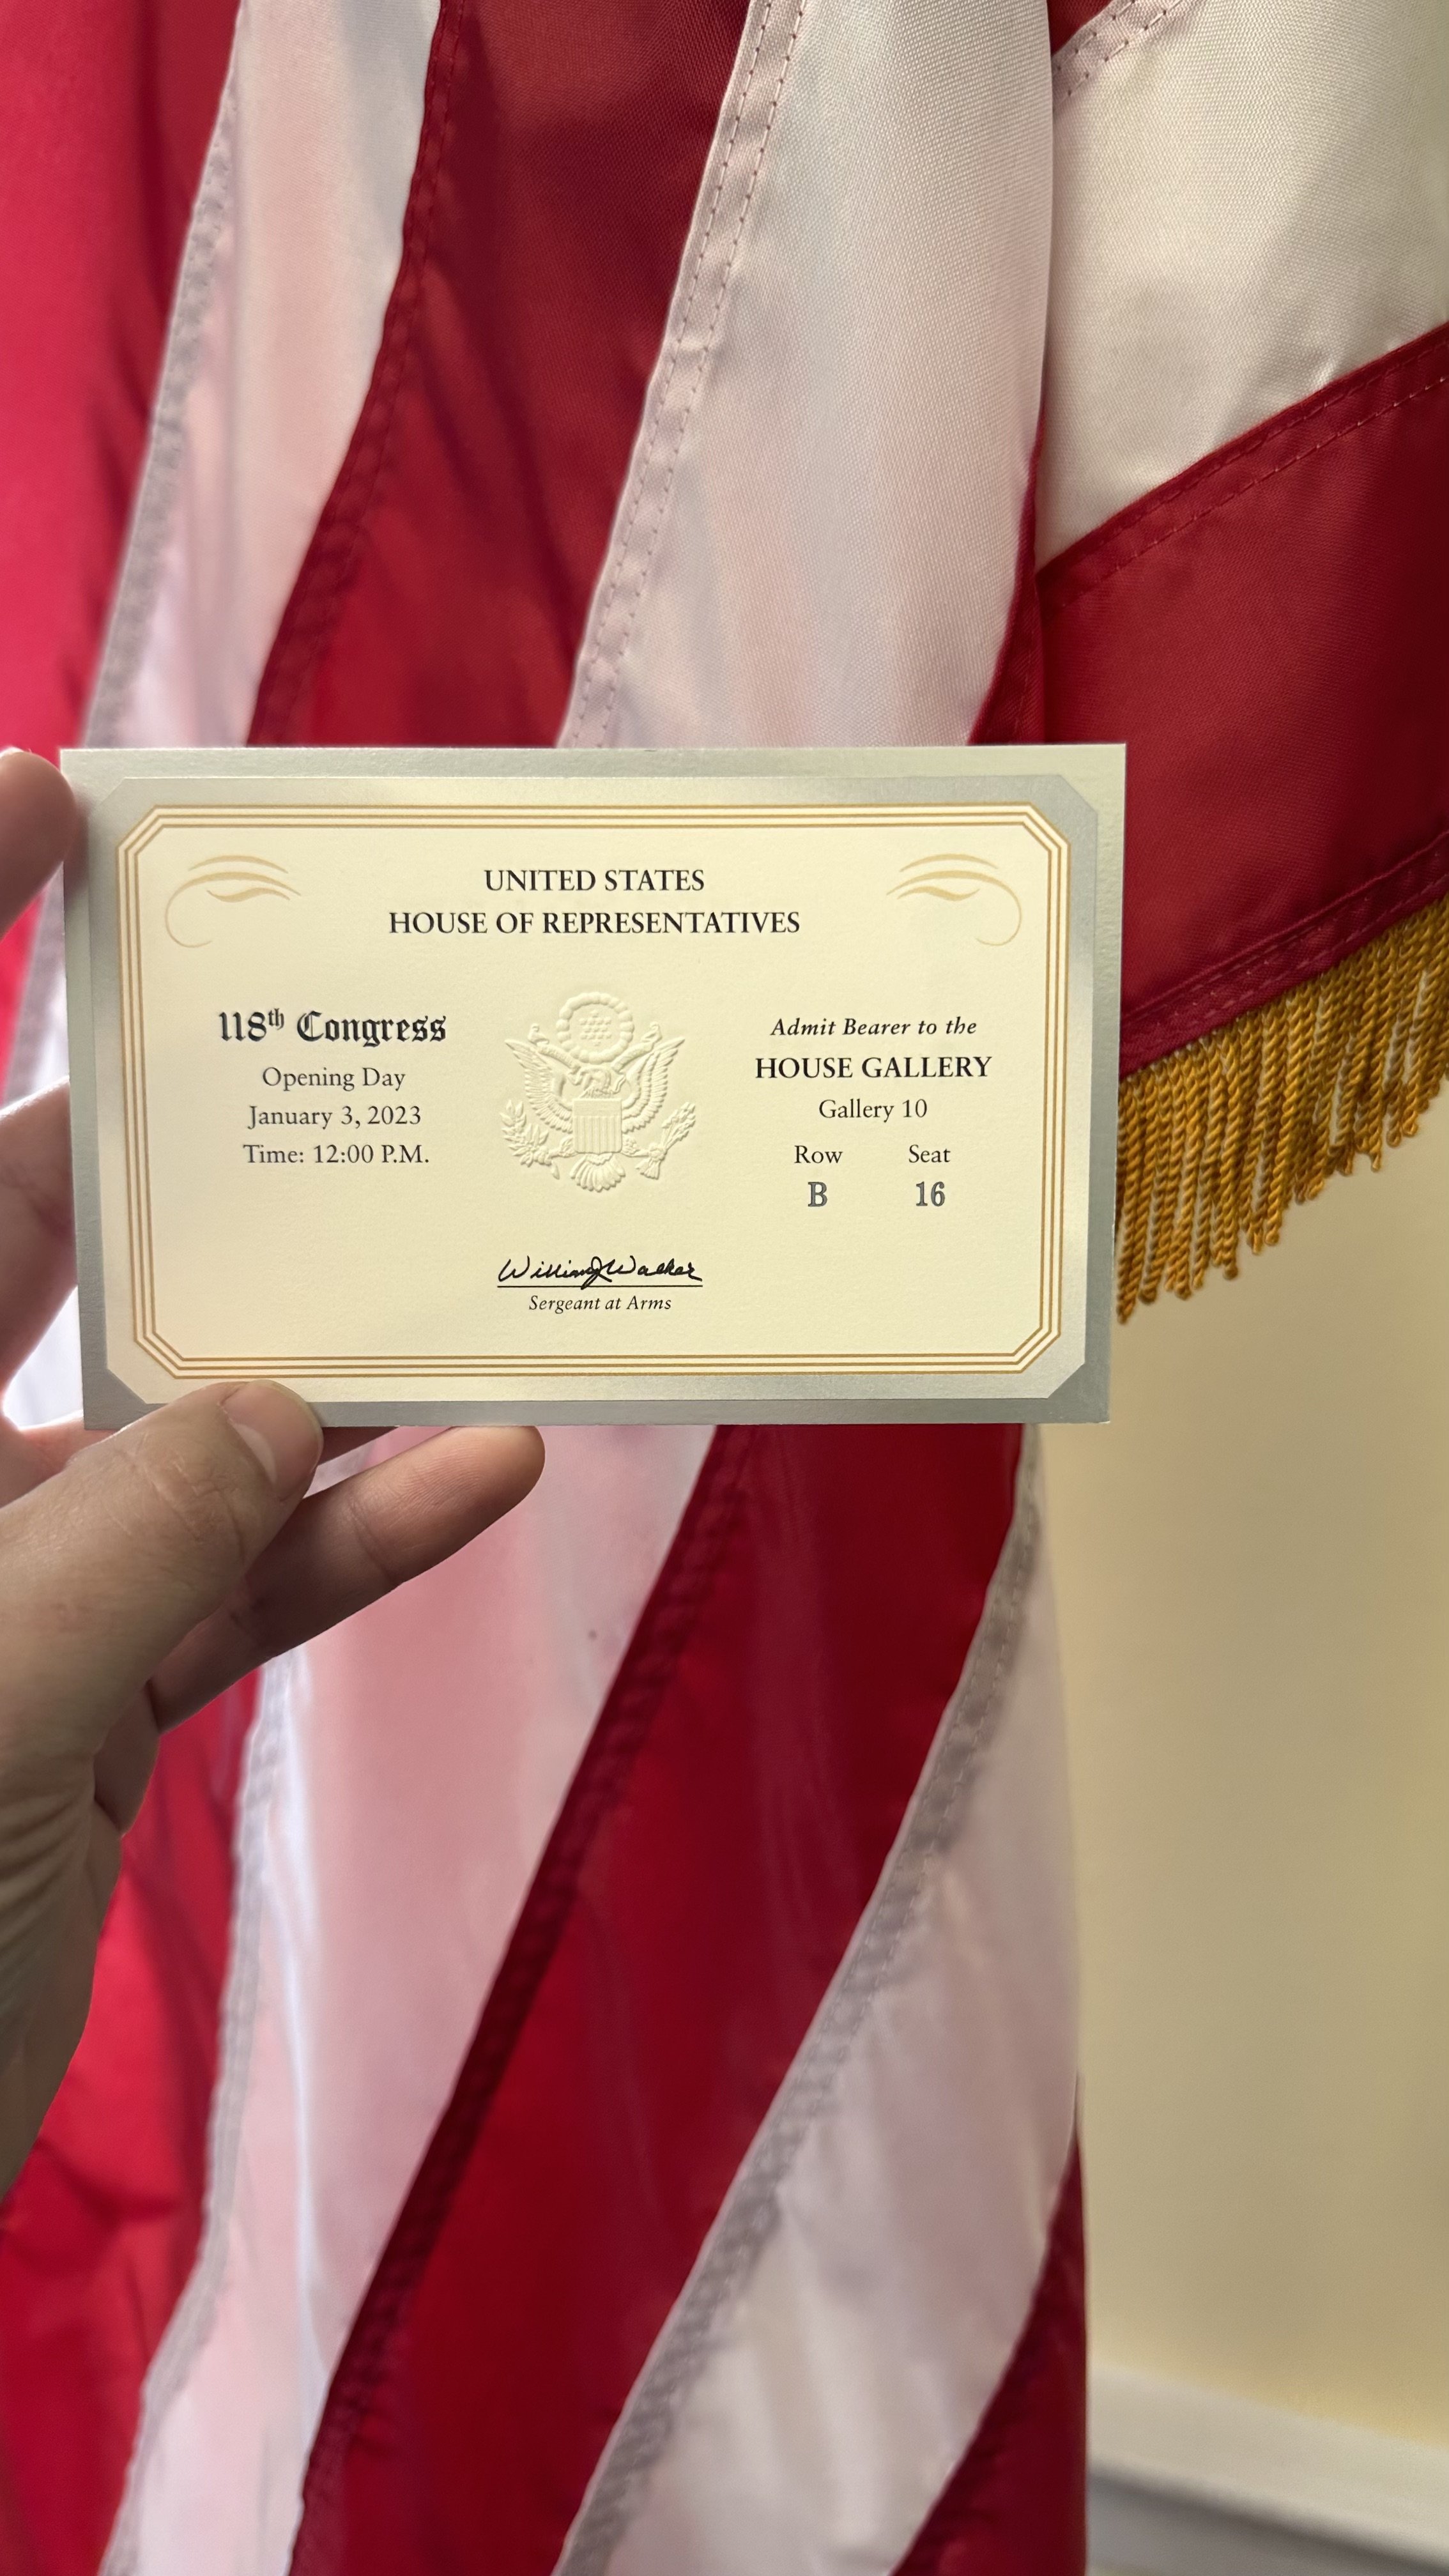 UNITED STATES
HOUSE OF REPRESENTATIVES
118th Congress
Opening Day
January 3, 2023
Time: 12:00 P.M.
Admit Bearer to the
HOUSE GALLERY
Gallery 10
Row Seat
B 16
William J Walker
Sergeant at Arms